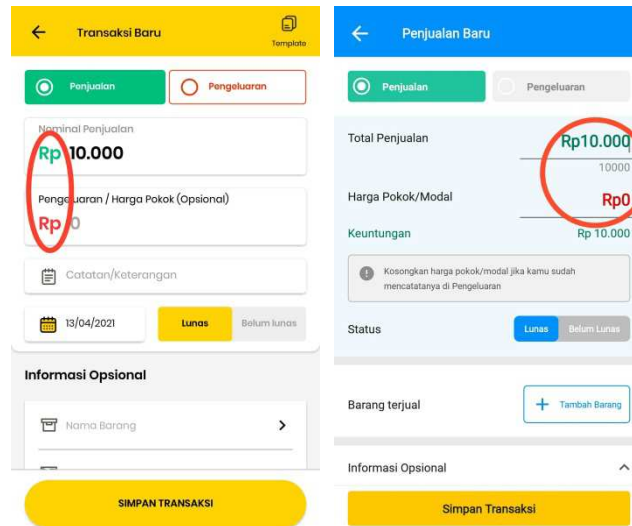 Transaksi Baru
Template
Penjualan
Pengeluaran
Nominal Penjualan
Rp 10.000
Pengeluaran / Harga Pokok (Opsional)
Rp 0
Catatan/Keterangan
13/04/2021
Lunas
Belum lunas
Informasi Opsional
Nama Barang
SIMPAN TRANSAKSI
Penjualan Baru
Penjualan
Pengeluaran
Total Penjualan
Rp10.000
10000
Harga Pokok/Modal
Rp0
Keuntungan
Rp 10.000
Kosongkan harga pokok/modal jika kamu sudah
mencatatanya di Pengeluaran
Status
Lunas
Belum Lunas
Barang terjual
+ Tambah Barang
Informasi Opsional
Simpan Transaksi